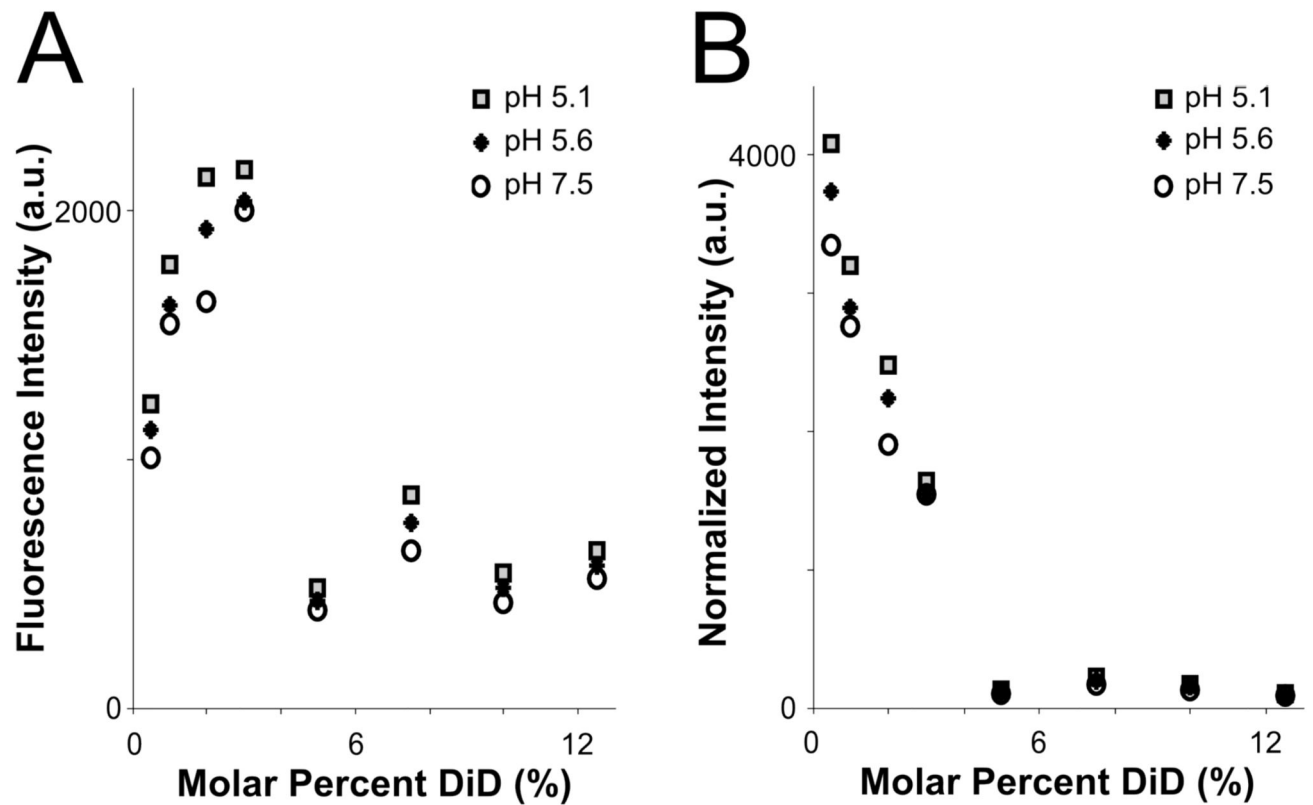 A
pH 5.1
pH 5.6
pH 7.5
Fluorescence Intensity (a.u.)
2000
0
0 6 12
Molar Percent DiD (%)
B
pH 5.1
pH 5.6
pH 7.5
Normalized Intensity (a.u.)
4000
0
0 6 12
Molar Percent DiD (%)